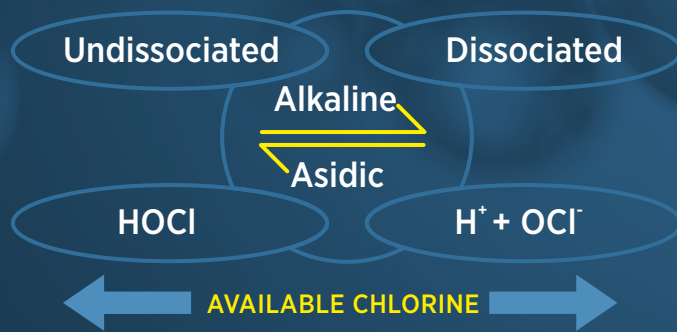 Undissociated Dissociated
Alkaline
Asidic
HOCl H⁺ + OCl⁻
AVAILABLE CHLORINE